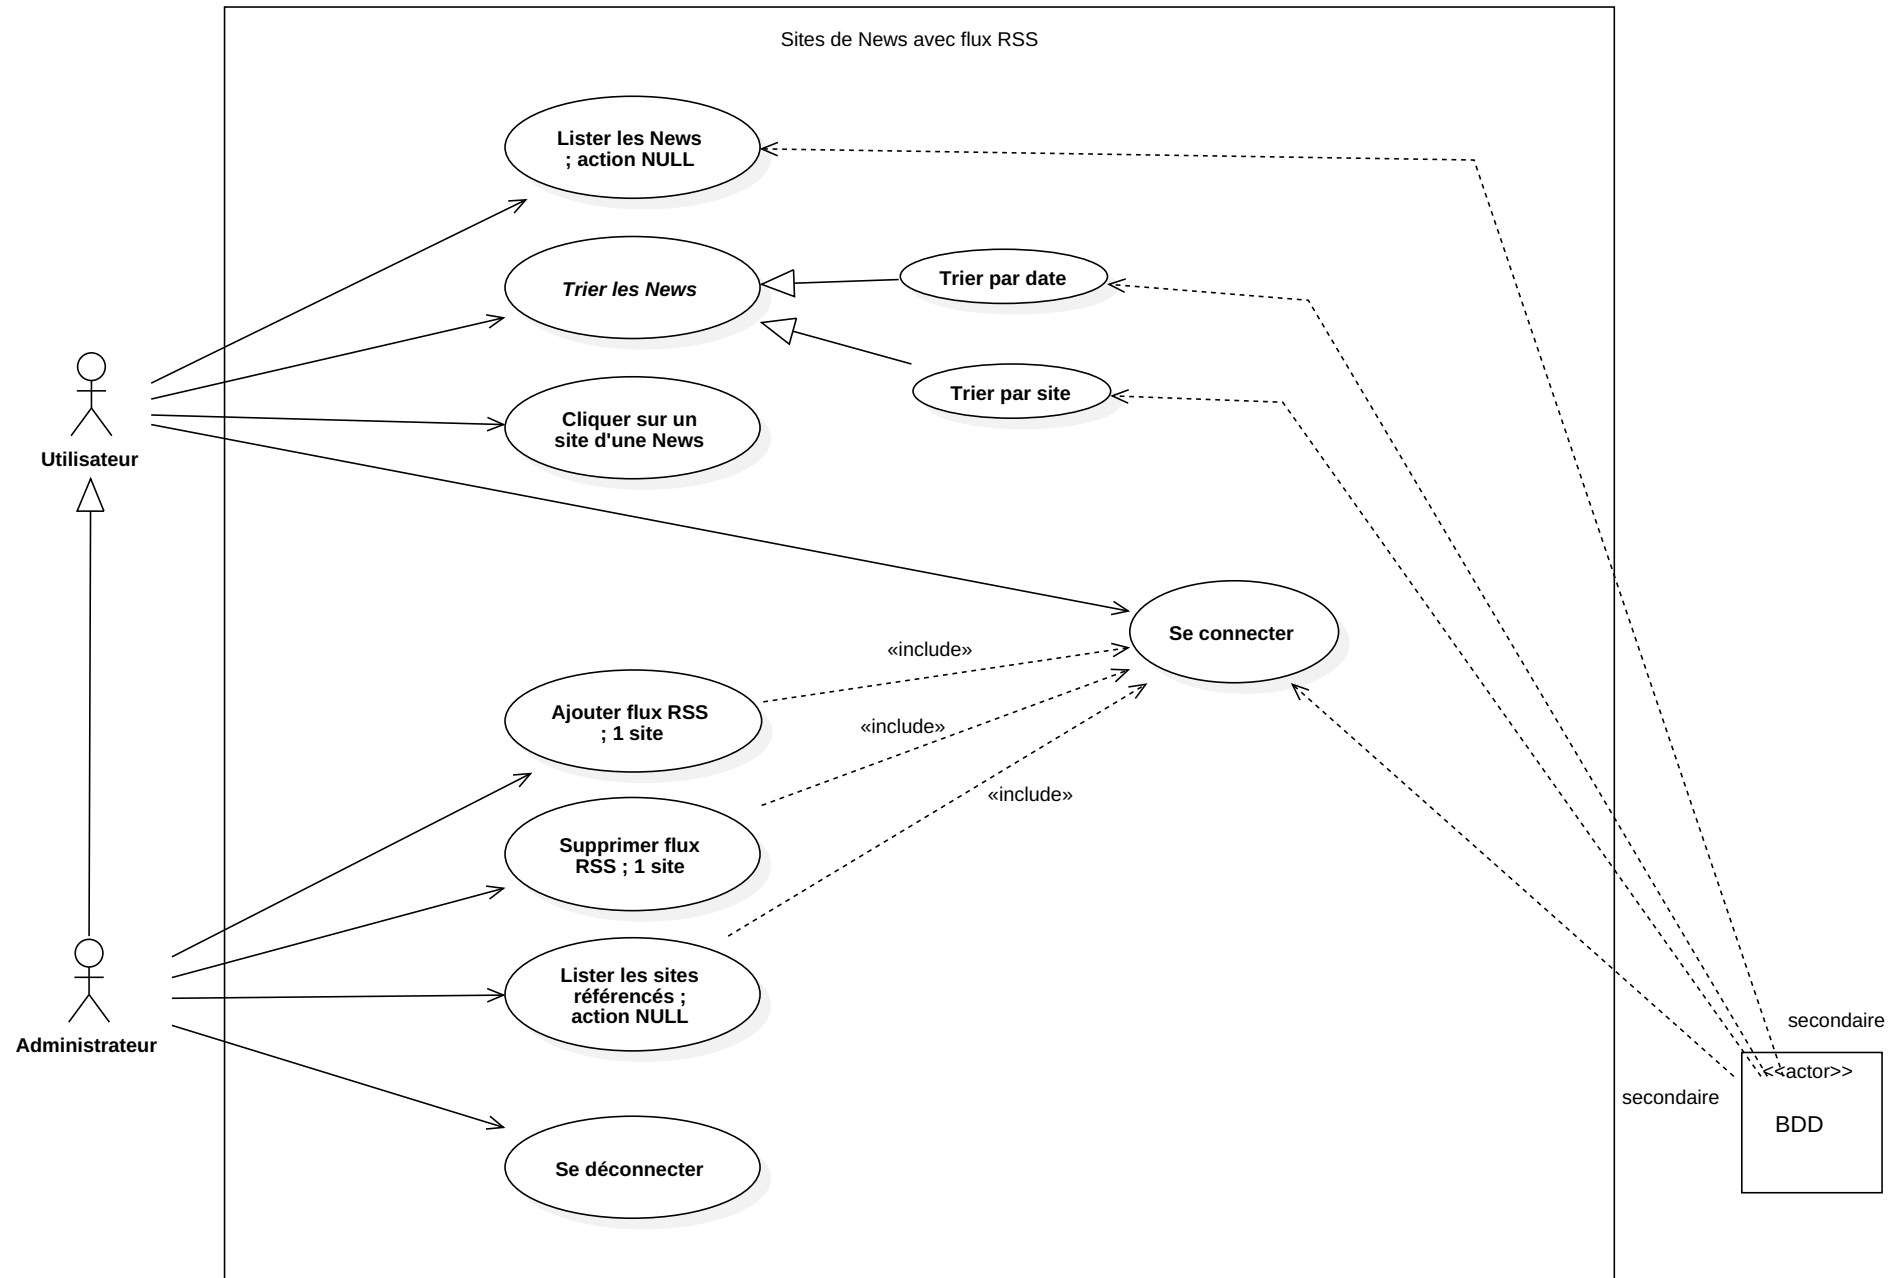 Sites de News avec flux RSS
Lister les News
; action NULL
Trier les News
Trier par date
Trier par site
Cliquer sur un
site d'une News
Utilisateur
Se connecter
«include»
Ajouter flux RSS
; 1 site
«include»
«include»
Supprimer flux
RSS ; 1 site
Lister les sites
référencés ;
action NULL
Administrateur
secondaire
<<actor>>
secondaire
BDD
Se déconnecter